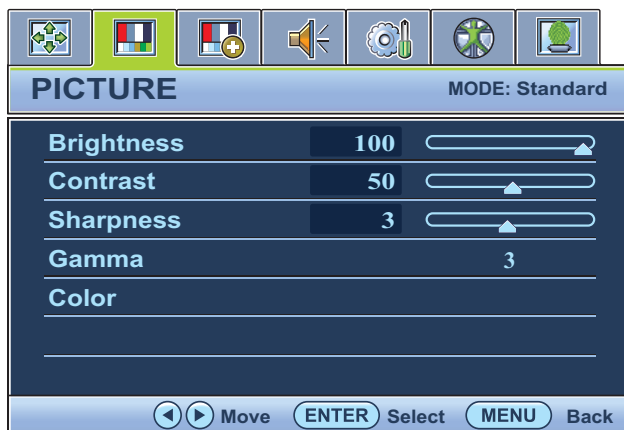 PICTURE MODE: Standard
Brightness 100
Contrast 50
Sharpness 3
Gamma 3
Color
Move ENTER Select MENU Back